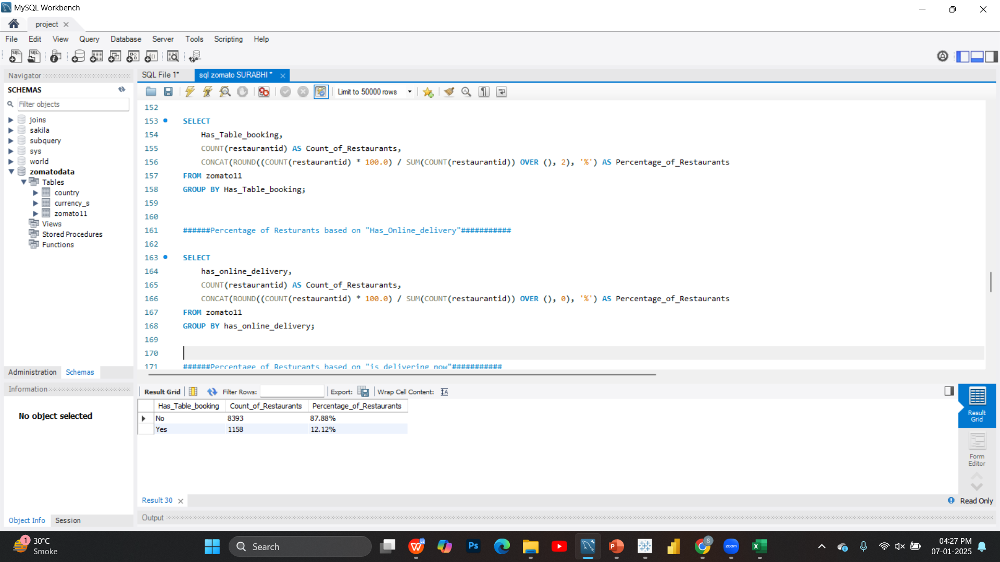 MySQL Workbench
project
File Edit View Query Database Server Tools Scripting Help
Navigator
SCHEMAS
Filter objects
joins
sakila
subquery
sys
world
zomatodata
Tables
country
currency_s
zomato11
Views
Stored Procedures
Functions
Administration Schemas
Information
No object selected
Object Info Session
SQL File 1* sql zomato SURABHI *
Limit to 50000 rows
152
153 SELECT
154 Has_Table_booking,
155 COUNT(restaurantid) AS Count_of_Restaurants,
156 CONCAT(ROUND((COUNT(restaurantid) * 100.0) / SUM(COUNT(restaurantid)) OVER (), 2), '%') AS Percentage_of_Restaurants
157 FROM zomato11
158 GROUP BY Has_Table_booking;
159
160
161 ######Percentage of Resturants based on "Has_Online_delivery"###########
162
163 SELECT
164 has_online_delivery,
165 COUNT(restaurantid) AS Count_of_Restaurants,
166 CONCAT(ROUND((COUNT(restaurantid) * 100.0) / SUM(COUNT(restaurantid)) OVER (), 0), '%') AS Percentage_of_Restaurants
167 FROM zomato11
168 GROUP BY has_online_delivery;
169
170
171 ######Percentage of Resturants based on "is delivering now"###########
Result Grid Filter Rows: Export: Wrap Cell Content:
Has_Table_booking Count_of_Restaurants Percentage_of_Restaurants
No 8393 87.88%
Yes 1158 12.12%
Result Grid
Form Editor
Result 30
Read Only
Output
1
30°C
Smoke
Search
04:27 PM
07-01-2025